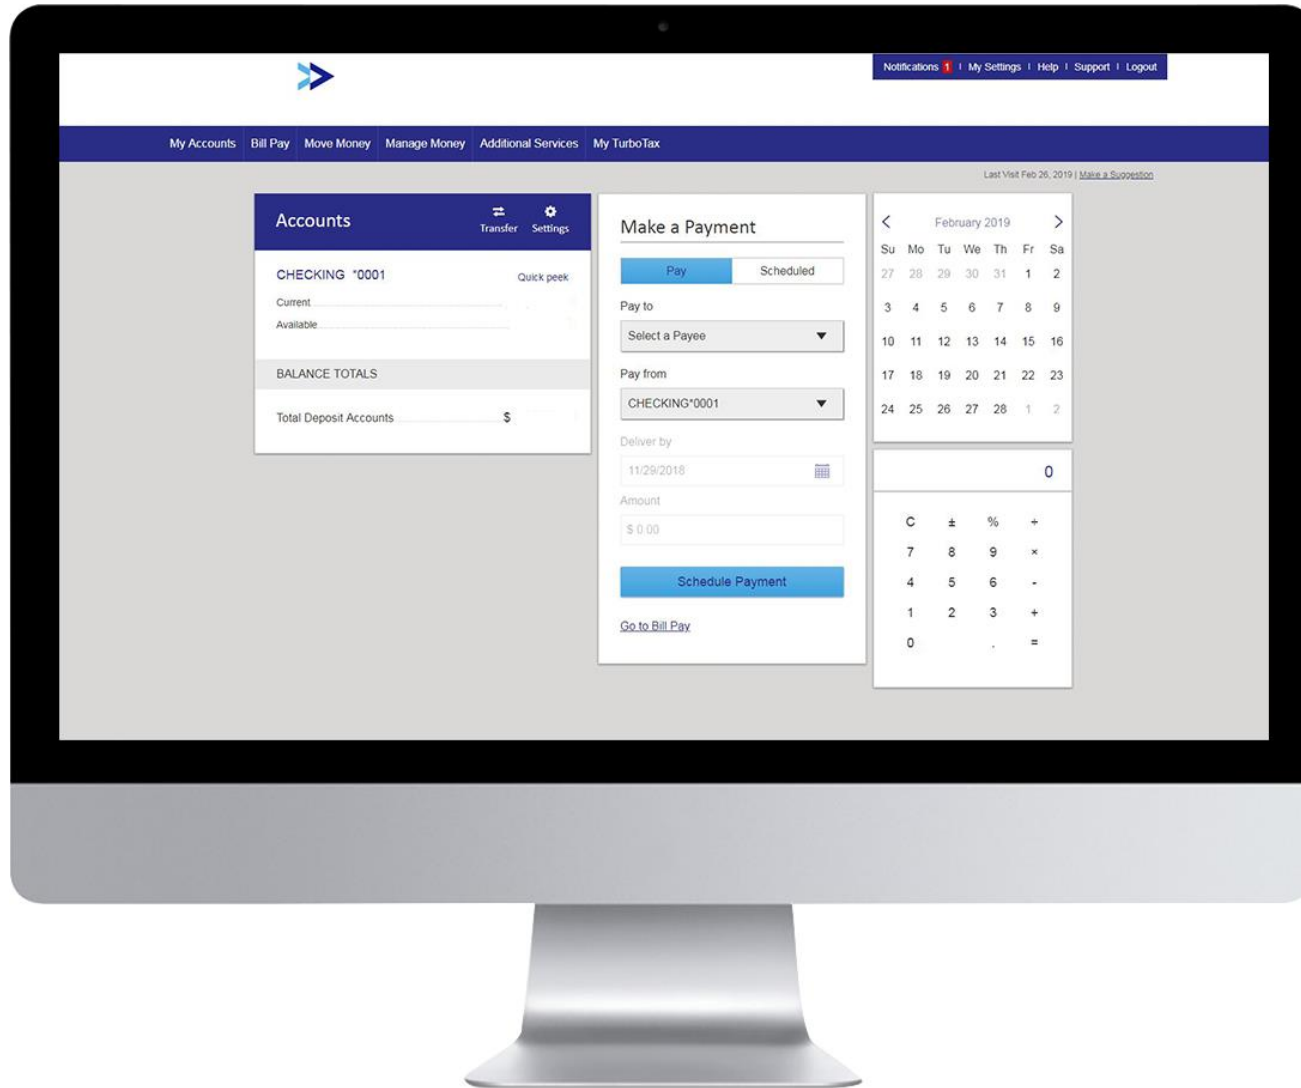 Notifications 1 | My Settings | Help | Support | Logout
My Accounts Bill Pay Move Money Manage Money Additional Services My TurboTax
Last Visit Feb 26, 2019 | Make a Suggestion
Accounts
Transfer Settings
CHECKING *0001
Quick peek
Current
Available
BALANCE TOTALS
Total Deposit Accounts $
Make a Payment
Pay Scheduled
Pay to
Select a Payee
Pay from
CHECKING*0001
Deliver by
11/29/2018
Amount
$ 0.00
Schedule Payment
Go to Bill Pay
< February 2019 >
Su Mo Tu We Th Fr Sa
27 28 29 30 31 1 2
3 4 5 6 7 8 9
10 11 12 13 14 15 16
17 18 19 20 21 22 23
24 25 26 27 28 1 2
0
C ± % ÷
7 8 9 ×
4 5 6 -
1 2 3 +
0 . =